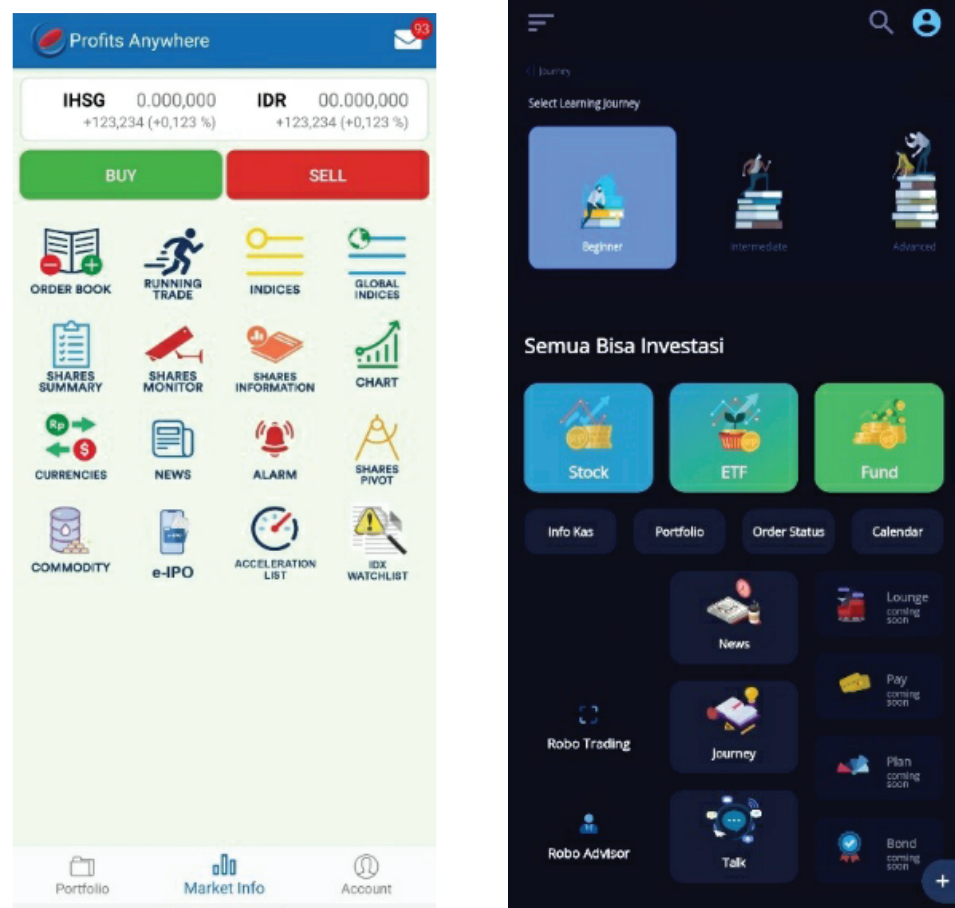 Profits Anywhere
93
IHSG 0.000,000
+123,234 (+0,123 %)
IDR 00.000,000
+123,234 (+0,123 %)
BUY
SELL
ORDER BOOK
RUNNING
TRADE
INDICES
GLOBAL
INDICES
SHARES
SUMMARY
SHARES
MONITOR
SHARES
INFORMATION
CHART
Rp
$
CURRENCIES
NEWS
ALARM
SHARES
PIVOT
COMMODITY
e-IPO
ACCELERATION
LIST
IDX
WATCHLIST
Portfolio
Market Info
Account
Journey
Select Learning Journey
Beginner
Intermediate
Advanced
Semua Bisa Investasi
Stock
ETF
Fund
Info Kas
Portfolio
Order Status
Calendar
News
Lounge
coming
soon
Pay
coming
soon
Robo Trading
Journey
Plan
coming
soon
Robo Advisor
Talk
Bond
coming
soon
+